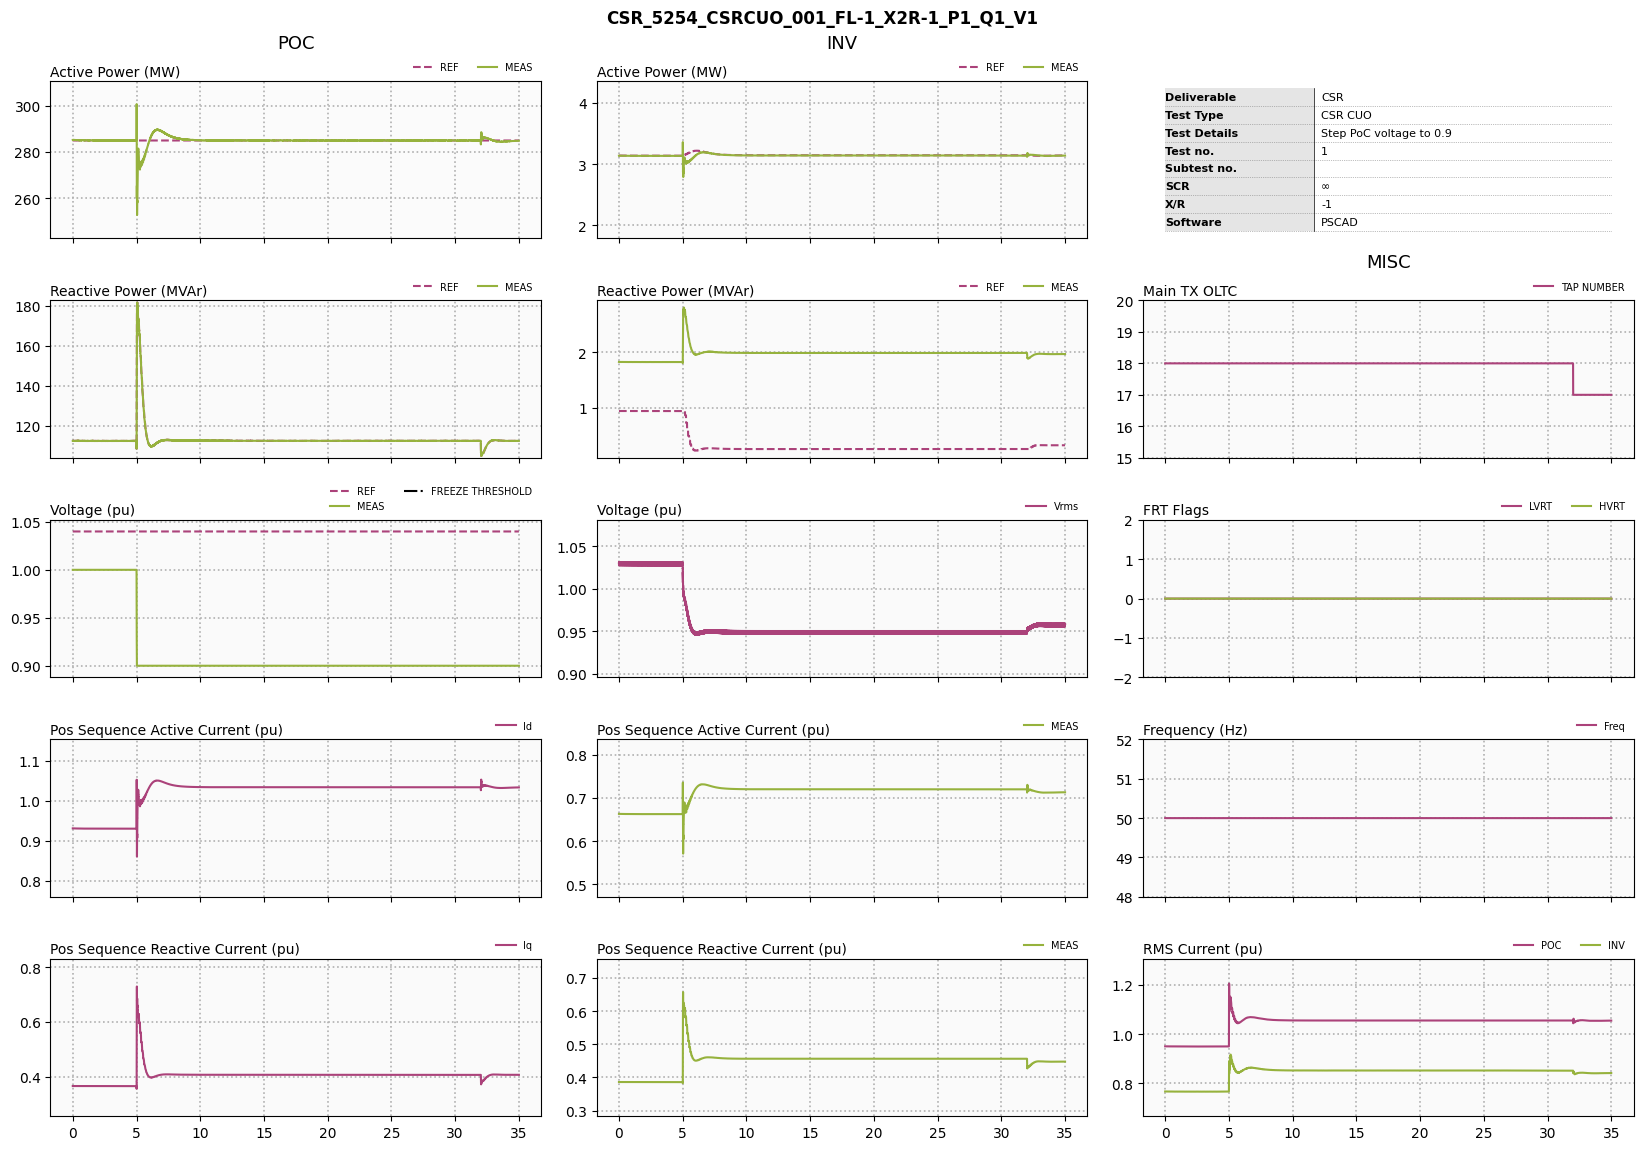 CSR_5254_CSRCUO_001_FL-1_X2R-1_P1_Q1_V1
POC
INV
Active Power (MW)
REF MEAS
300
280
260
Active Power (MW)
REF MEAS
4
3
2
Deliverable CSR
Test Type CSR CUO
Test Details Step PoC voltage to 0.9
Test no. 1
Subtest no.
SCR ∞
X/R -1
Software PSCAD
MISC
Reactive Power (MVAr)
REF MEAS
180
160
140
120
Reactive Power (MVAr)
REF MEAS
2
1
Main TX OLTC
TAP NUMBER
20
19
18
17
16
15
Voltage (pu)
REF FREEZE THRESHOLD
MEAS
1.05
1.00
0.95
0.90
Voltage (pu)
Vrms
1.05
1.00
0.95
0.90
FRT Flags
LVRT HVRT
2
1
0
−1
−2
Pos Sequence Active Current (pu)
Id
1.1
1.0
0.9
0.8
Pos Sequence Active Current (pu)
MEAS
0.8
0.7
0.6
0.5
Frequency (Hz)
Freq
52
51
50
49
48
Pos Sequence Reactive Current (pu)
Iq
0.8
0.6
0.4
0 5 10 15 20 25 30 35
Pos Sequence Reactive Current (pu)
MEAS
0.7
0.6
0.5
0.4
0.3
0 5 10 15 20 25 30 35
RMS Current (pu)
POC INV
1.2
1.0
0.8
0 5 10 15 20 25 30 35